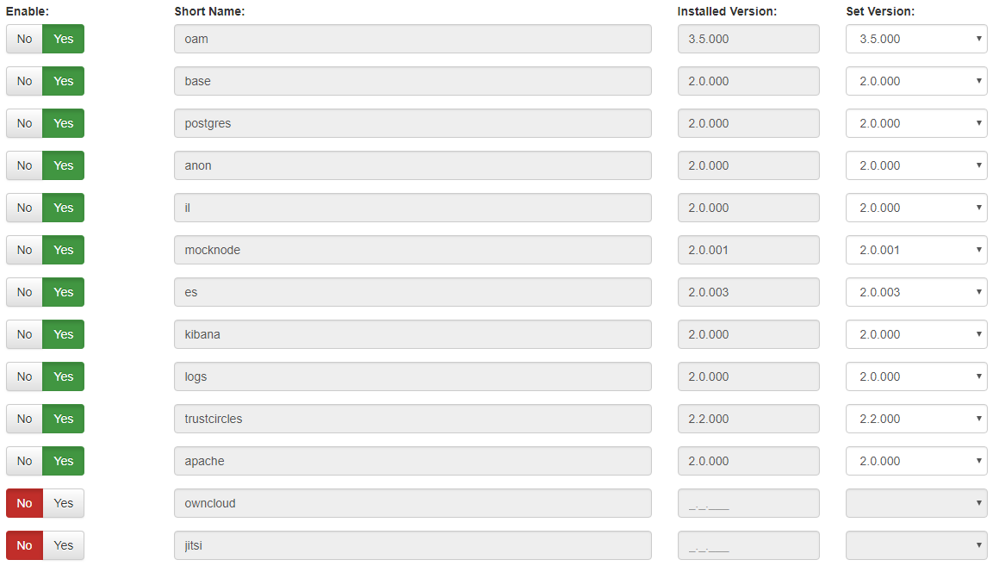 Enable: Short Name: Installed Version: Set Version:
No Yes oam 3.5.000 3.5.000
No Yes base 2.0.000 2.0.000
No Yes postgres 2.0.000 2.0.000
No Yes anon 2.0.000 2.0.000
No Yes il 2.0.000 2.0.000
No Yes mocknode 2.0.001 2.0.001
No Yes es 2.0.003 2.0.003
No Yes kibana 2.0.000 2.0.000
No Yes logs 2.0.000 2.0.000
No Yes trustcircles 2.2.000 2.2.000
No Yes apache 2.0.000 2.0.000
No Yes owncloud _._.___
No Yes jitsi _._.___